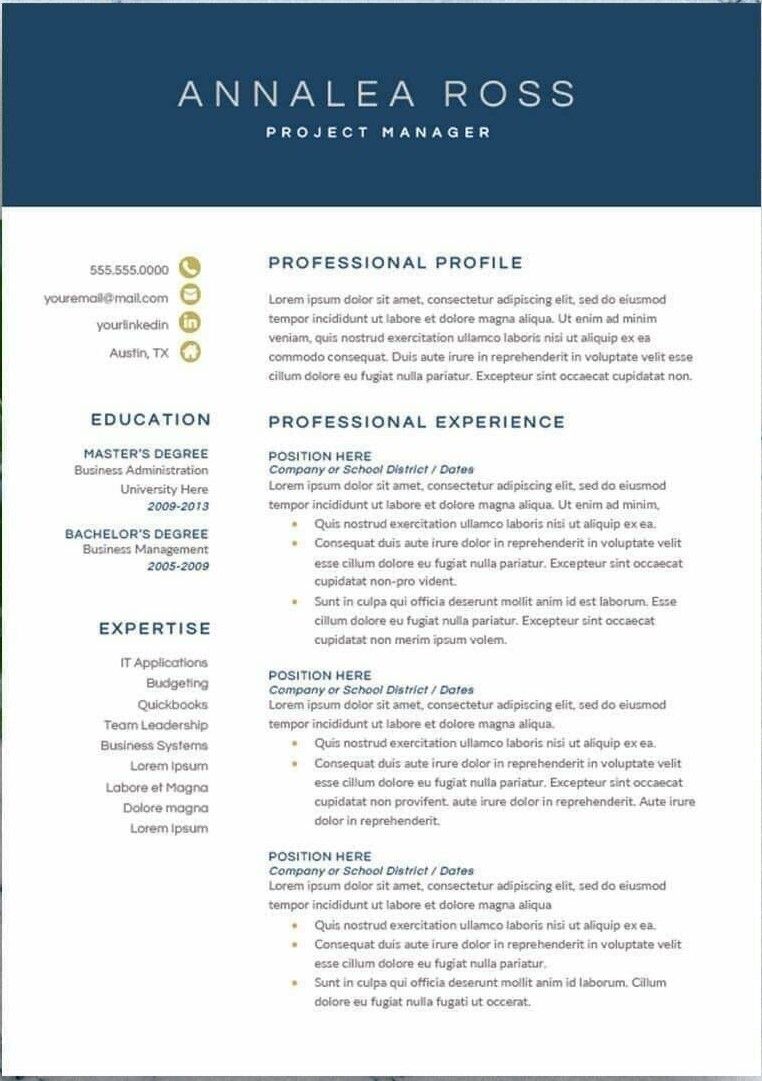 ANNALEA ROSS
PROJECT MANAGER
555.555.0000
youremail@mail.com
yourlinkedin
Austin, TX
EDUCATION
MASTER'S DEGREE
Business Administration
University Here
2009-2013
BACHELOR'S DEGREE
Business Management
2005-2009
EXPERTISE
IT Applications
Budgeting
Quickbooks
Team Leadership
Business Systems
Lorem Ipsum
Labore et Magna
Dolore magna
Lorem Ipsum
PROFESSIONAL PROFILE
Lorem ipsum dolor sit amet, consectetur adipiscing elit, sed do eiusmod
tempor incididunt ut labore et dolore magna aliqua. Ut enim ad minim
veniam, quis nostrud exercitation ullamco laboris nisi ut aliquip ex ea
commodo consequat. Duis aute irure in reprehenderit in voluptate velit esse
cillum dolore eu fugiat nulla pariatur. Excepteur sint occaecat cupidatat non.
PROFESSIONAL EXPERIENCE
POSITION HERE
Company or School District / Dates
Lorem ipsum dolor sit amet, consectetur adipiscing elit, sed do eiusmod
tempor incididunt ut labore et dolore magna aliqua. Ut enim ad minim,
• Quis nostrud exercitation ullamco laboris nisi ut aliquip ex ea.
• Consequat duis aute irure dolor in reprehenderit in voluptate velit
esse cillum dolore eu fugiat nulla pariatur. Excepteur sint occaecat
cupidatat non-pro vident.
• Sunt in culpa qui officia deserunt mollit anim id est laborum. Esse
cillum dolore eu fugiat nulla pariatur. Excepteur sint occaecat
cupidatat non merim ipsum volem.
POSITION HERE
Company or School District / Dates
Lorem ipsum dolor sit amet, consectetur adipiscing elit, sed do eiusmod
tempor incididunt ut labore et dolore magna aliqua.
• Quis nostrud exercitation ullamco laboris nisi ut aliquip ex ea.
• Consequat duis aute irure dolor in reprehenderit in voluptate velit
esse cillum dolore eu fugiat nulla pariatur. Excepteur sint occaecat
cupidatat non provifent. aute irure dolor in reprehenderit. Aute irure
dolor in reprehenderit.
POSITION HERE
Company or School District / Dates
Lorem ipsum dolor sit amet, consectetur adipiscing elit, sed do eiusmod
tempor incididunt ut labore et dolore magna aliqua
• Quis nostrud exercitation ullamco laboris nisi ut aliquip ex ea.
• Consequat duis aute irure dolor in reprehenderit in voluptate velit
esse cillum dolore eu fugiat nulla pariatur.
• Sunt in culpa qui officia deserunt mollit anim id laborum. Cillum
dolore eu fugiat nulla fugati ut occerat.